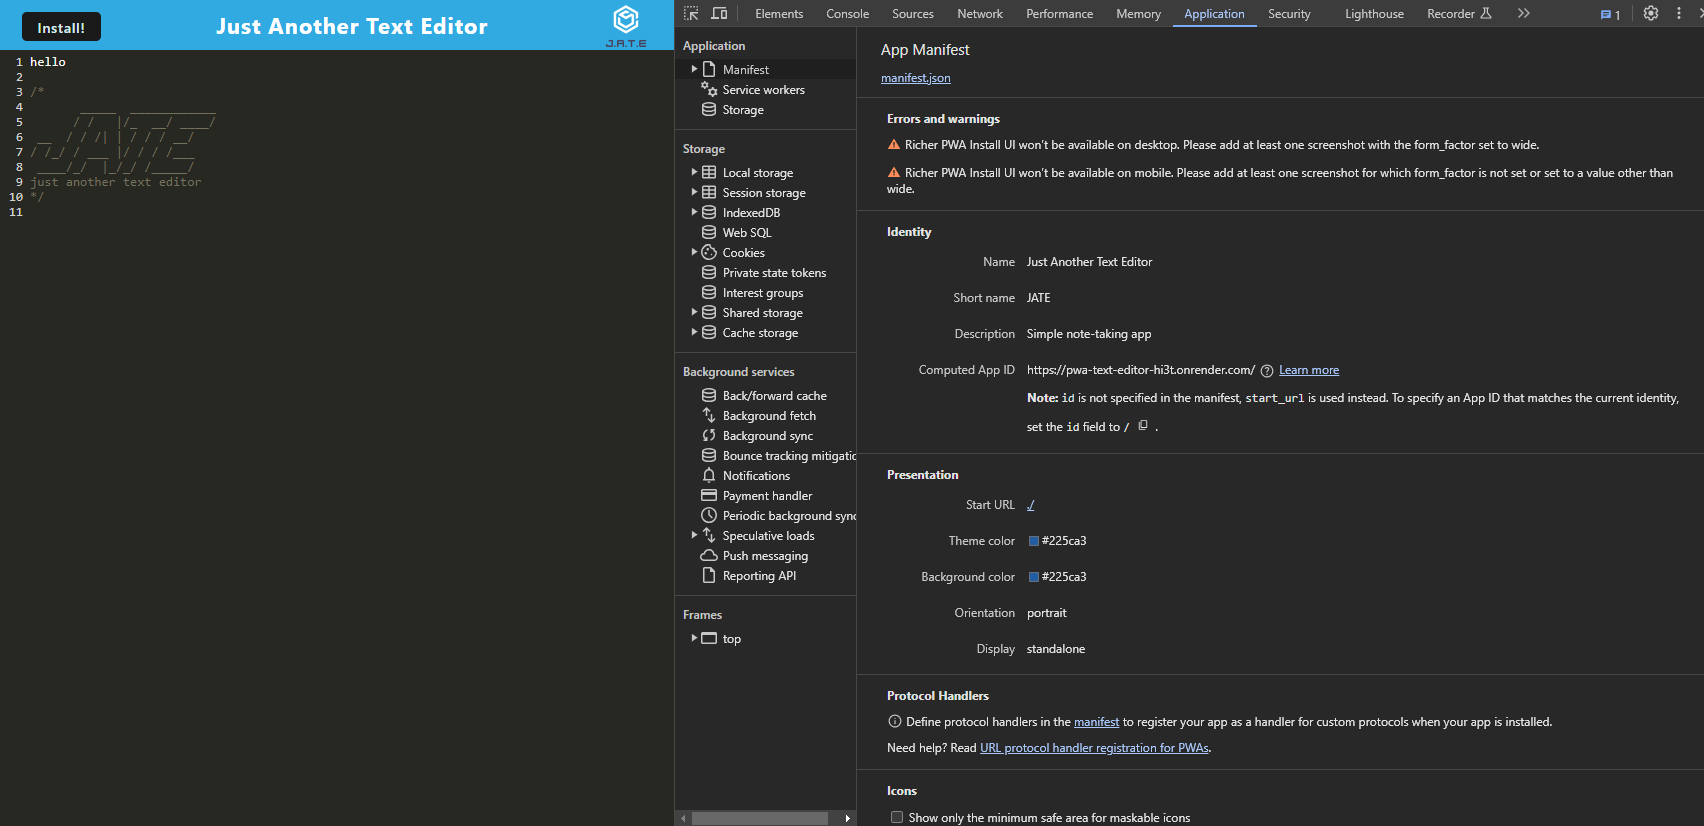 Install!
Just Another Text Editor
J.A.T.E
1 hello
2
3 /*
4
5
6
7
8
9 just another text editor
10 */
11
Elements Console Sources Network Performance Memory Application Security Lighthouse Recorder 1
Application
Manifest
Service workers
Storage
Storage
Local storage
Session storage
IndexedDB
Web SQL
Cookies
Private state tokens
Interest groups
Shared storage
Cache storage
Background services
Back/forward cache
Background fetch
Background sync
Bounce tracking mitigatic
Notifications
Payment handler
Periodic background sync
Speculative loads
Push messaging
Reporting API
Frames
top
App Manifest
manifest.json
Errors and warnings
Richer PWA Install UI won't be available on desktop. Please add at least one screenshot with the form_factor set to wide.
Richer PWA Install UI won't be available on mobile. Please add at least one screenshot for which form_factor is not set or set to a value other than
wide.
Identity
Name Just Another Text Editor
Short name JATE
Description Simple note-taking app
Computed App ID https://pwa-text-editor-hi3t.onrender.com/ Learn more
Note: id is not specified in the manifest, start_url is used instead. To specify an App ID that matches the current identity,
set the id field to / .
Presentation
Start URL ./
Theme color #225ca3
Background color #225ca3
Orientation portrait
Display standalone
Protocol Handlers
Define protocol handlers in the manifest to register your app as a handler for custom protocols when your app is installed.
Need help? Read URL protocol handler registration for PWAs.
Icons
Show only the minimum safe area for maskable icons